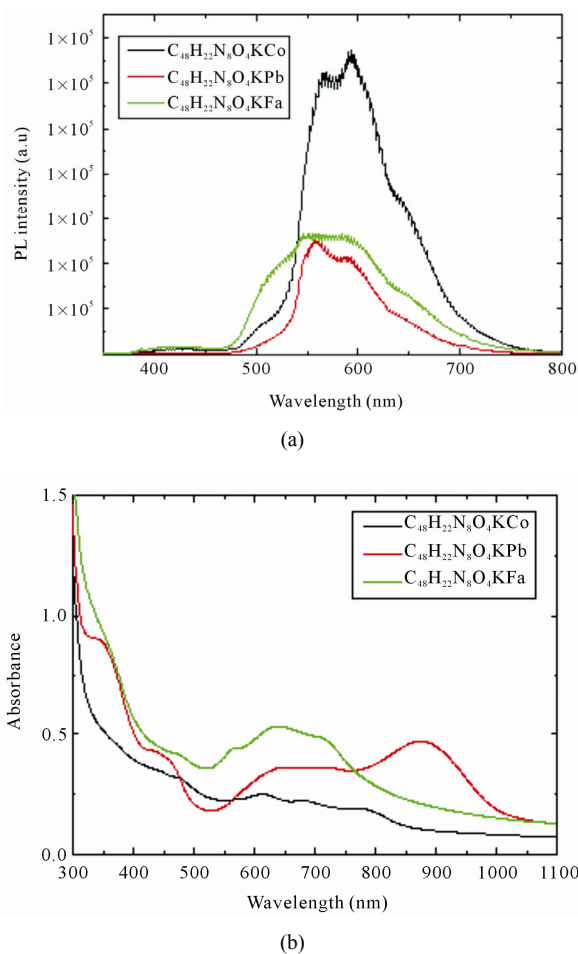 1×10⁵
C₄₈H₂₂N₈O₄KCo
1×10⁵
C₄₈H₂₂N₈O₄KPb
C₄₈H₂₂N₈O₄KFa
1×10⁵
1×10⁵
1×10³
1×10⁵
1×10⁵
PL intensity (a.u)
400 500 600 700 800
Wavelength (nm)
(a)
1.5
C₄₈H₂₂N₈O₄KCo
C₄₈H₂₂N₈O₄KPb
C₄₈H₂₂N₈O₄KFa
1.0
Absorbance
0.5
0.0
300 400 500 600 700 800 900 1000 1100
Wavelength (nm)
(b)